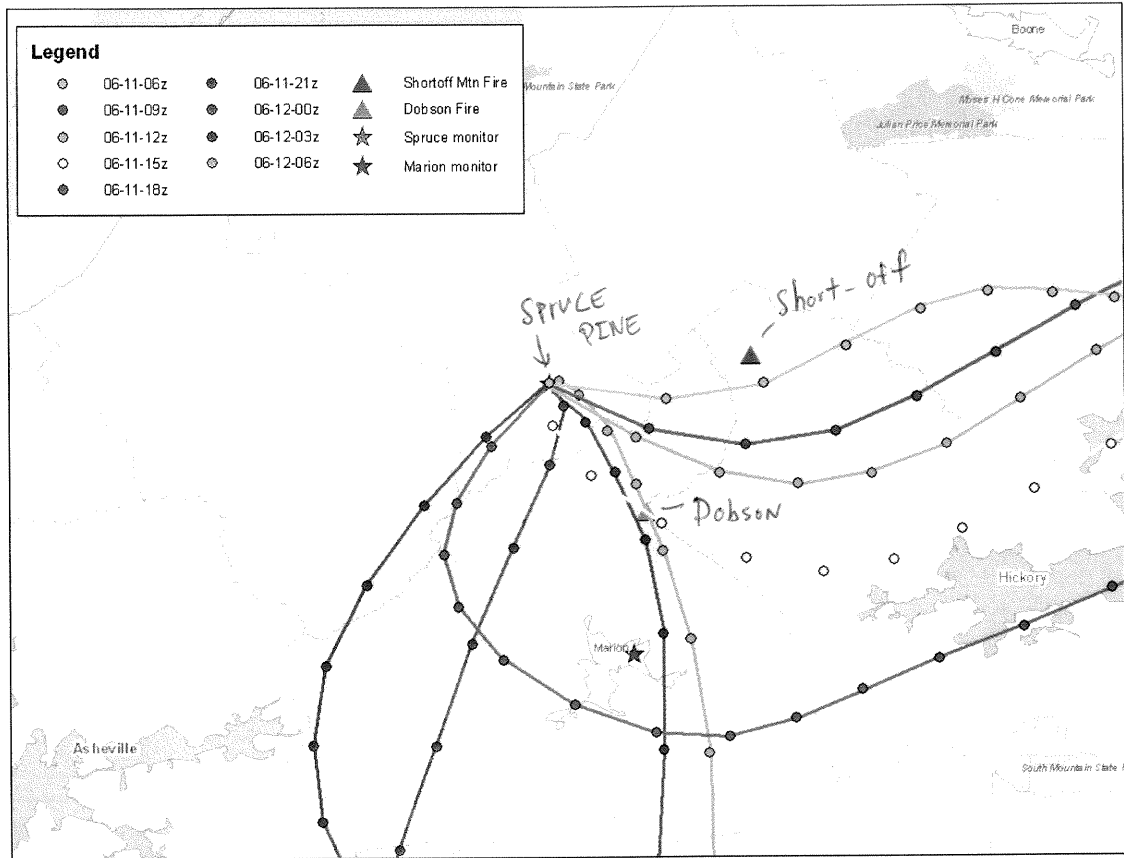 Boone
Legend
06-11-06z
06-11-21z
Shortoff Mtn Fire
Mountain State Park
06-11-09z
06-12-00z
Dobson Fire
Moses H Cone Memorial Park
06-11-12z
06-12-03z
Spruce monitor
Julian Price Memorial Park
06-11-15z
06-12-06z
Marion monitor
06-11-18z
Short-off
SPRUCE
PINE
Dobson
Hickory
Marion
Asheville
South Mountain State